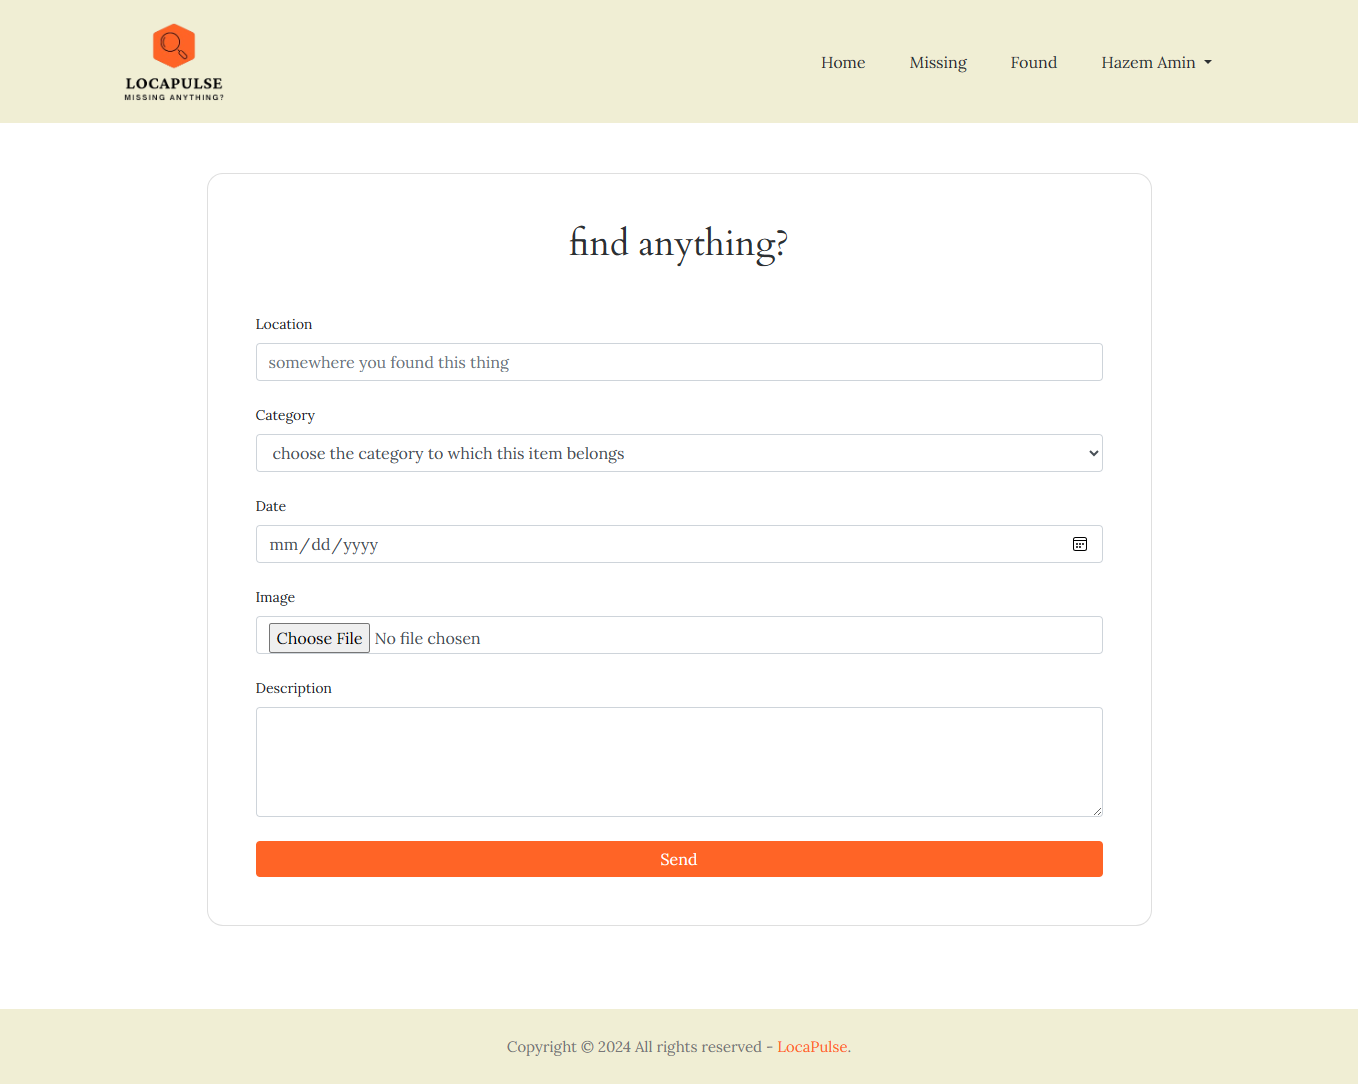 LOCAPULSE
MISSING ANYTHING?
Home Missing Found Hazem Amin
find anything?
Location
somewhere you found this thing
Category
choose the category to which this item belongs
Date
mm/dd/yyyy
Image
Choose File No file chosen
Description
Send
Copyright © 2024 All rights reserved - LocaPulse.